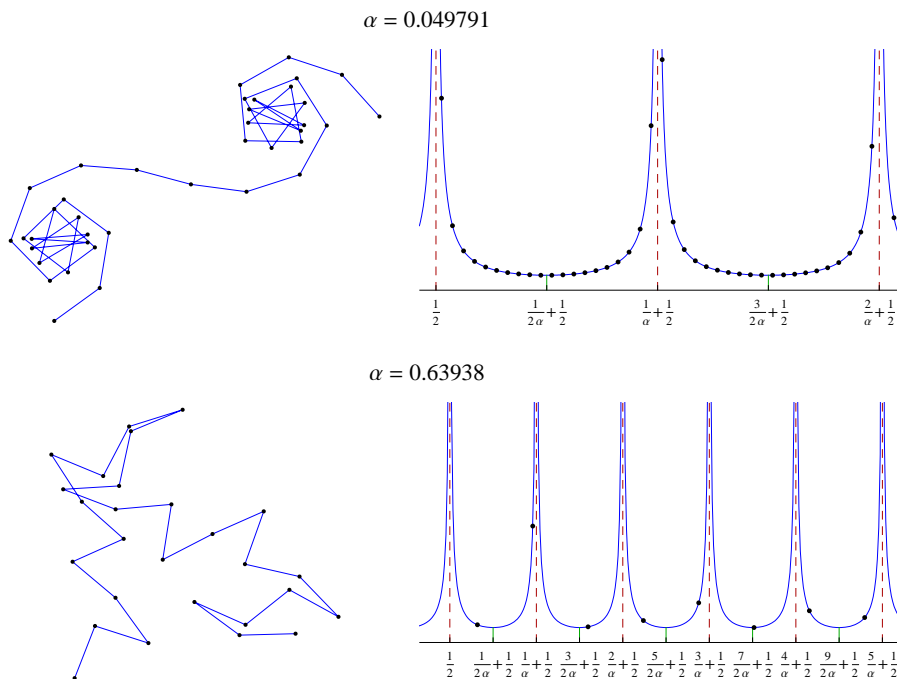 α = 0.049791
1/2 1/(2α) + 1/2 1/α + 1/2 3/(2α) + 1/2 2/α + 1/2
α = 0.63938
1/2 1/(2α) + 1/2 1/α + 1/2 3/(2α) + 1/2 2/α + 1/2 5/(2α) + 1/2 3/α + 1/2 7/(2α) + 1/2 4/α + 1/2 9/(2α) + 1/2 5/α + 1/2